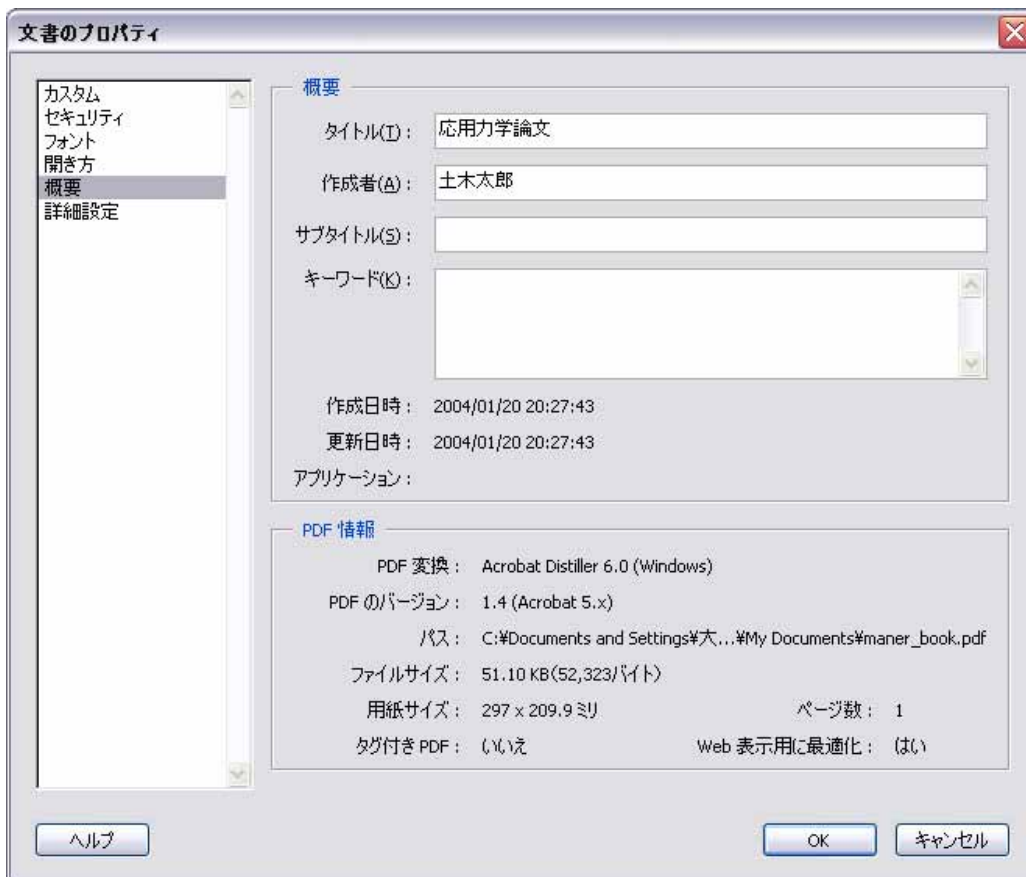 文書のプロパティ
カスタム
セキュリティ
フォント
開き方
概要
詳細設定
概要
タイトル(T)： 応用力学論文
作成者(A)： 土木太郎
サブタイトル(S)：
キーワード(K)：
作成日時： 2004/01/20 20:27:43
更新日時： 2004/01/20 20:27:43
アプリケーション：
PDF 情報
PDF 変換： Acrobat Distiller 6.0 (Windows)
PDF のバージョン： 1.4 (Acrobat 5.x)
パス： C:¥Documents and Settings¥大...¥My Documents¥maner_book.pdf
ファイルサイズ： 51.10 KB(52,323バイト)
用紙サイズ： 297 x 209.9 ミリ ページ数： 1
タグ付き PDF： いいえ Web 表示用に最適化： はい
ヘルプ OK キャンセル